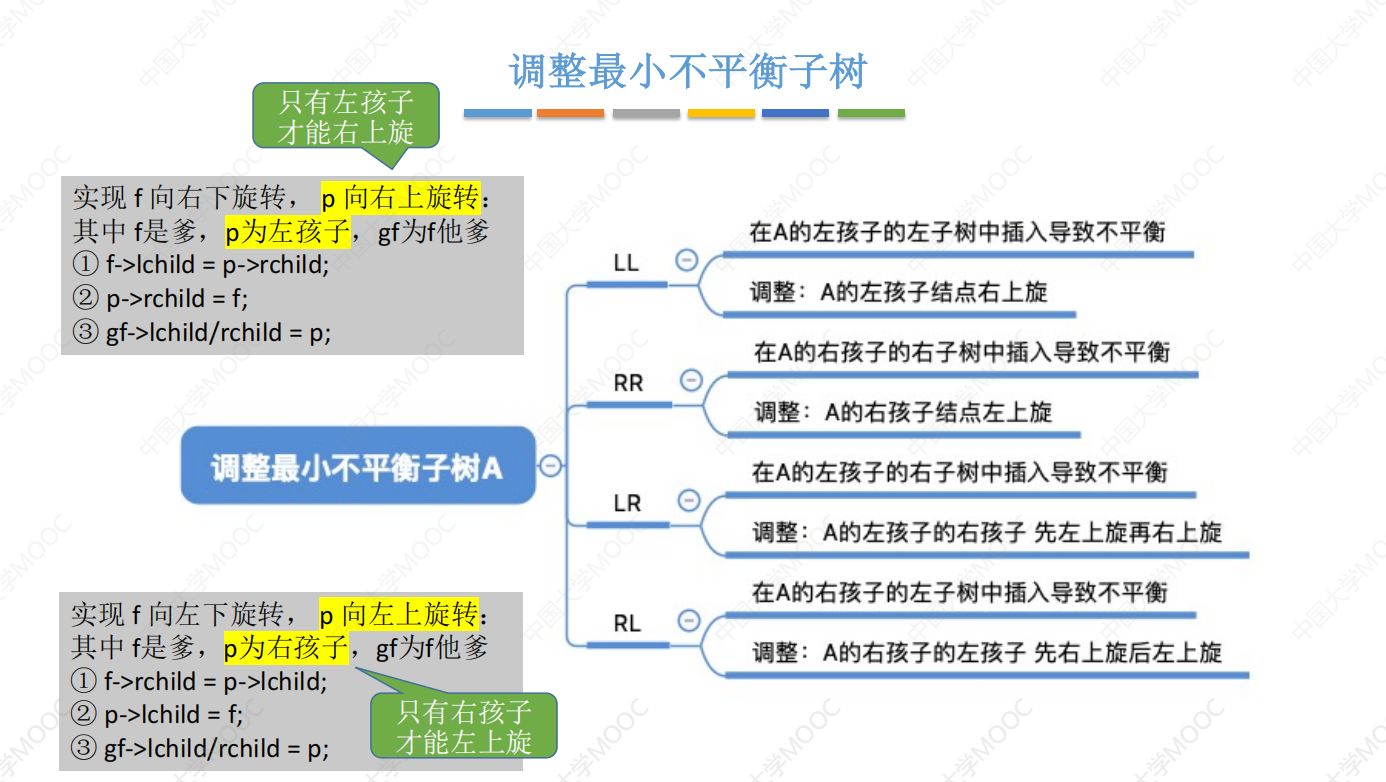 调整最小不平衡子树
只有左孩子
才能右上旋
实现 f 向右下旋转， p 向右上旋转：
其中 f是爹，p为左孩子，gf为f他爹
① f->lchild = p->rchild;
② p->rchild = f;
③ gf->lchild/rchild = p;
调整最小不平衡子树A
LL
在A的左孩子的左子树中插入导致不平衡
调整：A的左孩子结点右上旋
RR
在A的右孩子的右子树中插入导致不平衡
调整：A的右孩子结点左上旋
LR
在A的左孩子的右子树中插入导致不平衡
调整：A的左孩子的右孩子 先左上旋再右上旋
RL
在A的右孩子的左子树中插入导致不平衡
调整：A的右孩子的左孩子 先右上旋后左上旋
实现 f 向左下旋转， p 向左上旋转：
其中 f是爹，p为右孩子，gf为f他爹
① f->rchild = p->lchild;
② p->lchild = f;
③ gf->lchild/rchild = p;
只有右孩子
才能左上旋
中国大学MOOC